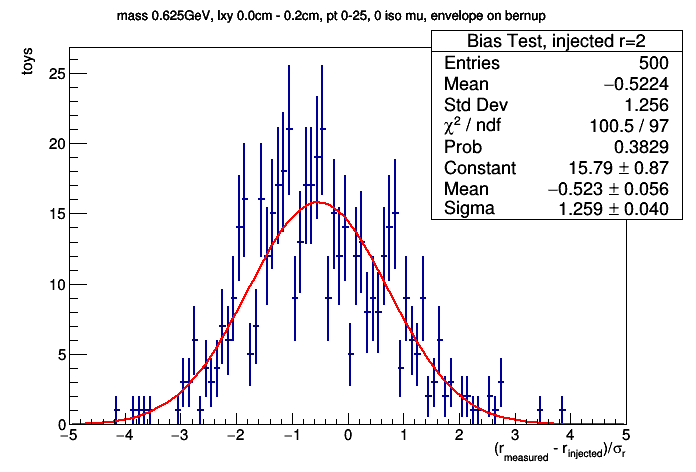 mass 0.625GeV, lxy 0.0cm - 0.2cm, pt 0-25, 0 iso mu, envelope on bernup
toys
Bias Test, injected r=2
Entries 500
Mean −0.5224
Std Dev 1.256
χ² / ndf 100.5 / 97
Prob 0.3829
Constant 15.79 ± 0.87
Mean −0.523 ± 0.056
Sigma 1.259 ± 0.040
25
20
15
10
5
0
−5 −4 −3 −2 −1 0 1 2 3 4 5
(r_measured - r_injected)/σ_r